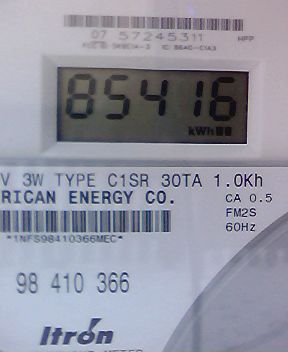 07 57245311
85416
kWh
V 3W TYPE C1SR 30TA 1.0Kh
RICAN ENERGY CO.
CA 0.5
FM2S
60Hz
*1NFS98410366MEC*
98 410 366
Itron